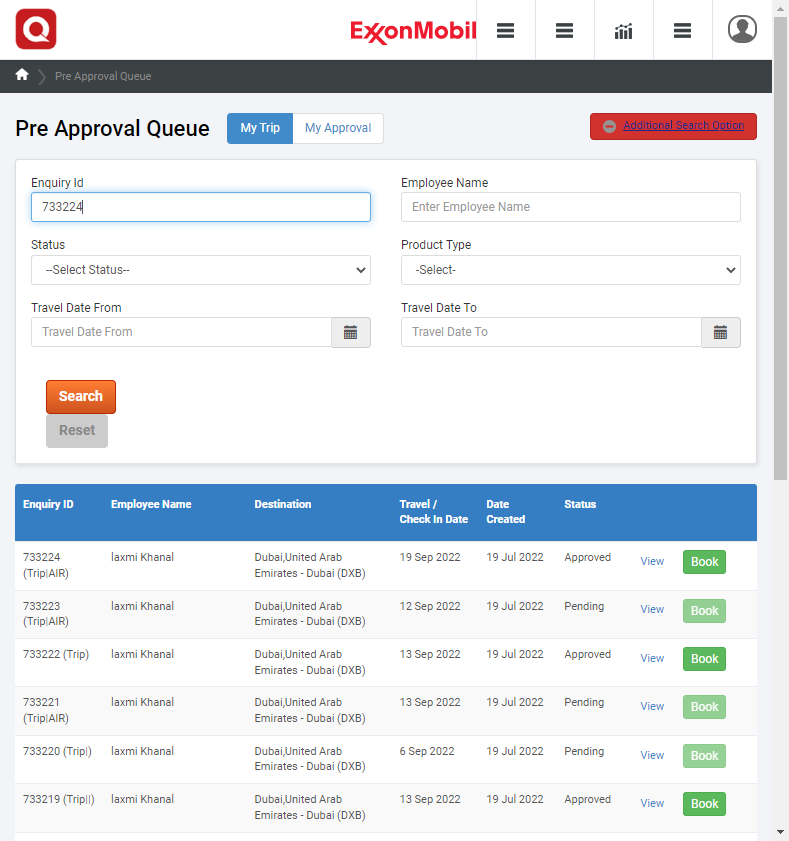 Q
ExxonMobil
Pre Approval Queue
Pre Approval Queue
My Trip
My Approval
Additional Search Option
Enquiry Id
Employee Name
733224
Enter Employee Name
Status
Product Type
--Select Status--
-Select-
Travel Date From
Travel Date To
Travel Date From
Travel Date To
Search
Reset
Enquiry ID Employee Name Destination Travel / Date Status
Check In Date Created
733224 laxmi Khanal Dubai,United Arab 19 Sep 2022 19 Jul 2022 Approved View Book
(Trip|AIR) Emirates - Dubai (DXB)
733223 laxmi Khanal Dubai,United Arab 12 Sep 2022 19 Jul 2022 Pending View Book
(Trip|AIR) Emirates - Dubai (DXB)
733222 (Trip) laxmi Khanal Dubai,United Arab 13 Sep 2022 19 Jul 2022 Approved View Book
Emirates - Dubai (DXB)
733221 laxmi Khanal Dubai,United Arab 13 Sep 2022 19 Jul 2022 Pending View Book
(Trip|AIR) Emirates - Dubai (DXB)
733220 (Trip|) laxmi Khanal Dubai,United Arab 6 Sep 2022 19 Jul 2022 Pending View Book
Emirates - Dubai (DXB)
733219 (Trip||) laxmi Khanal Dubai,United Arab 13 Sep 2022 19 Jul 2022 Approved View Book
Emirates - Dubai (DXB)